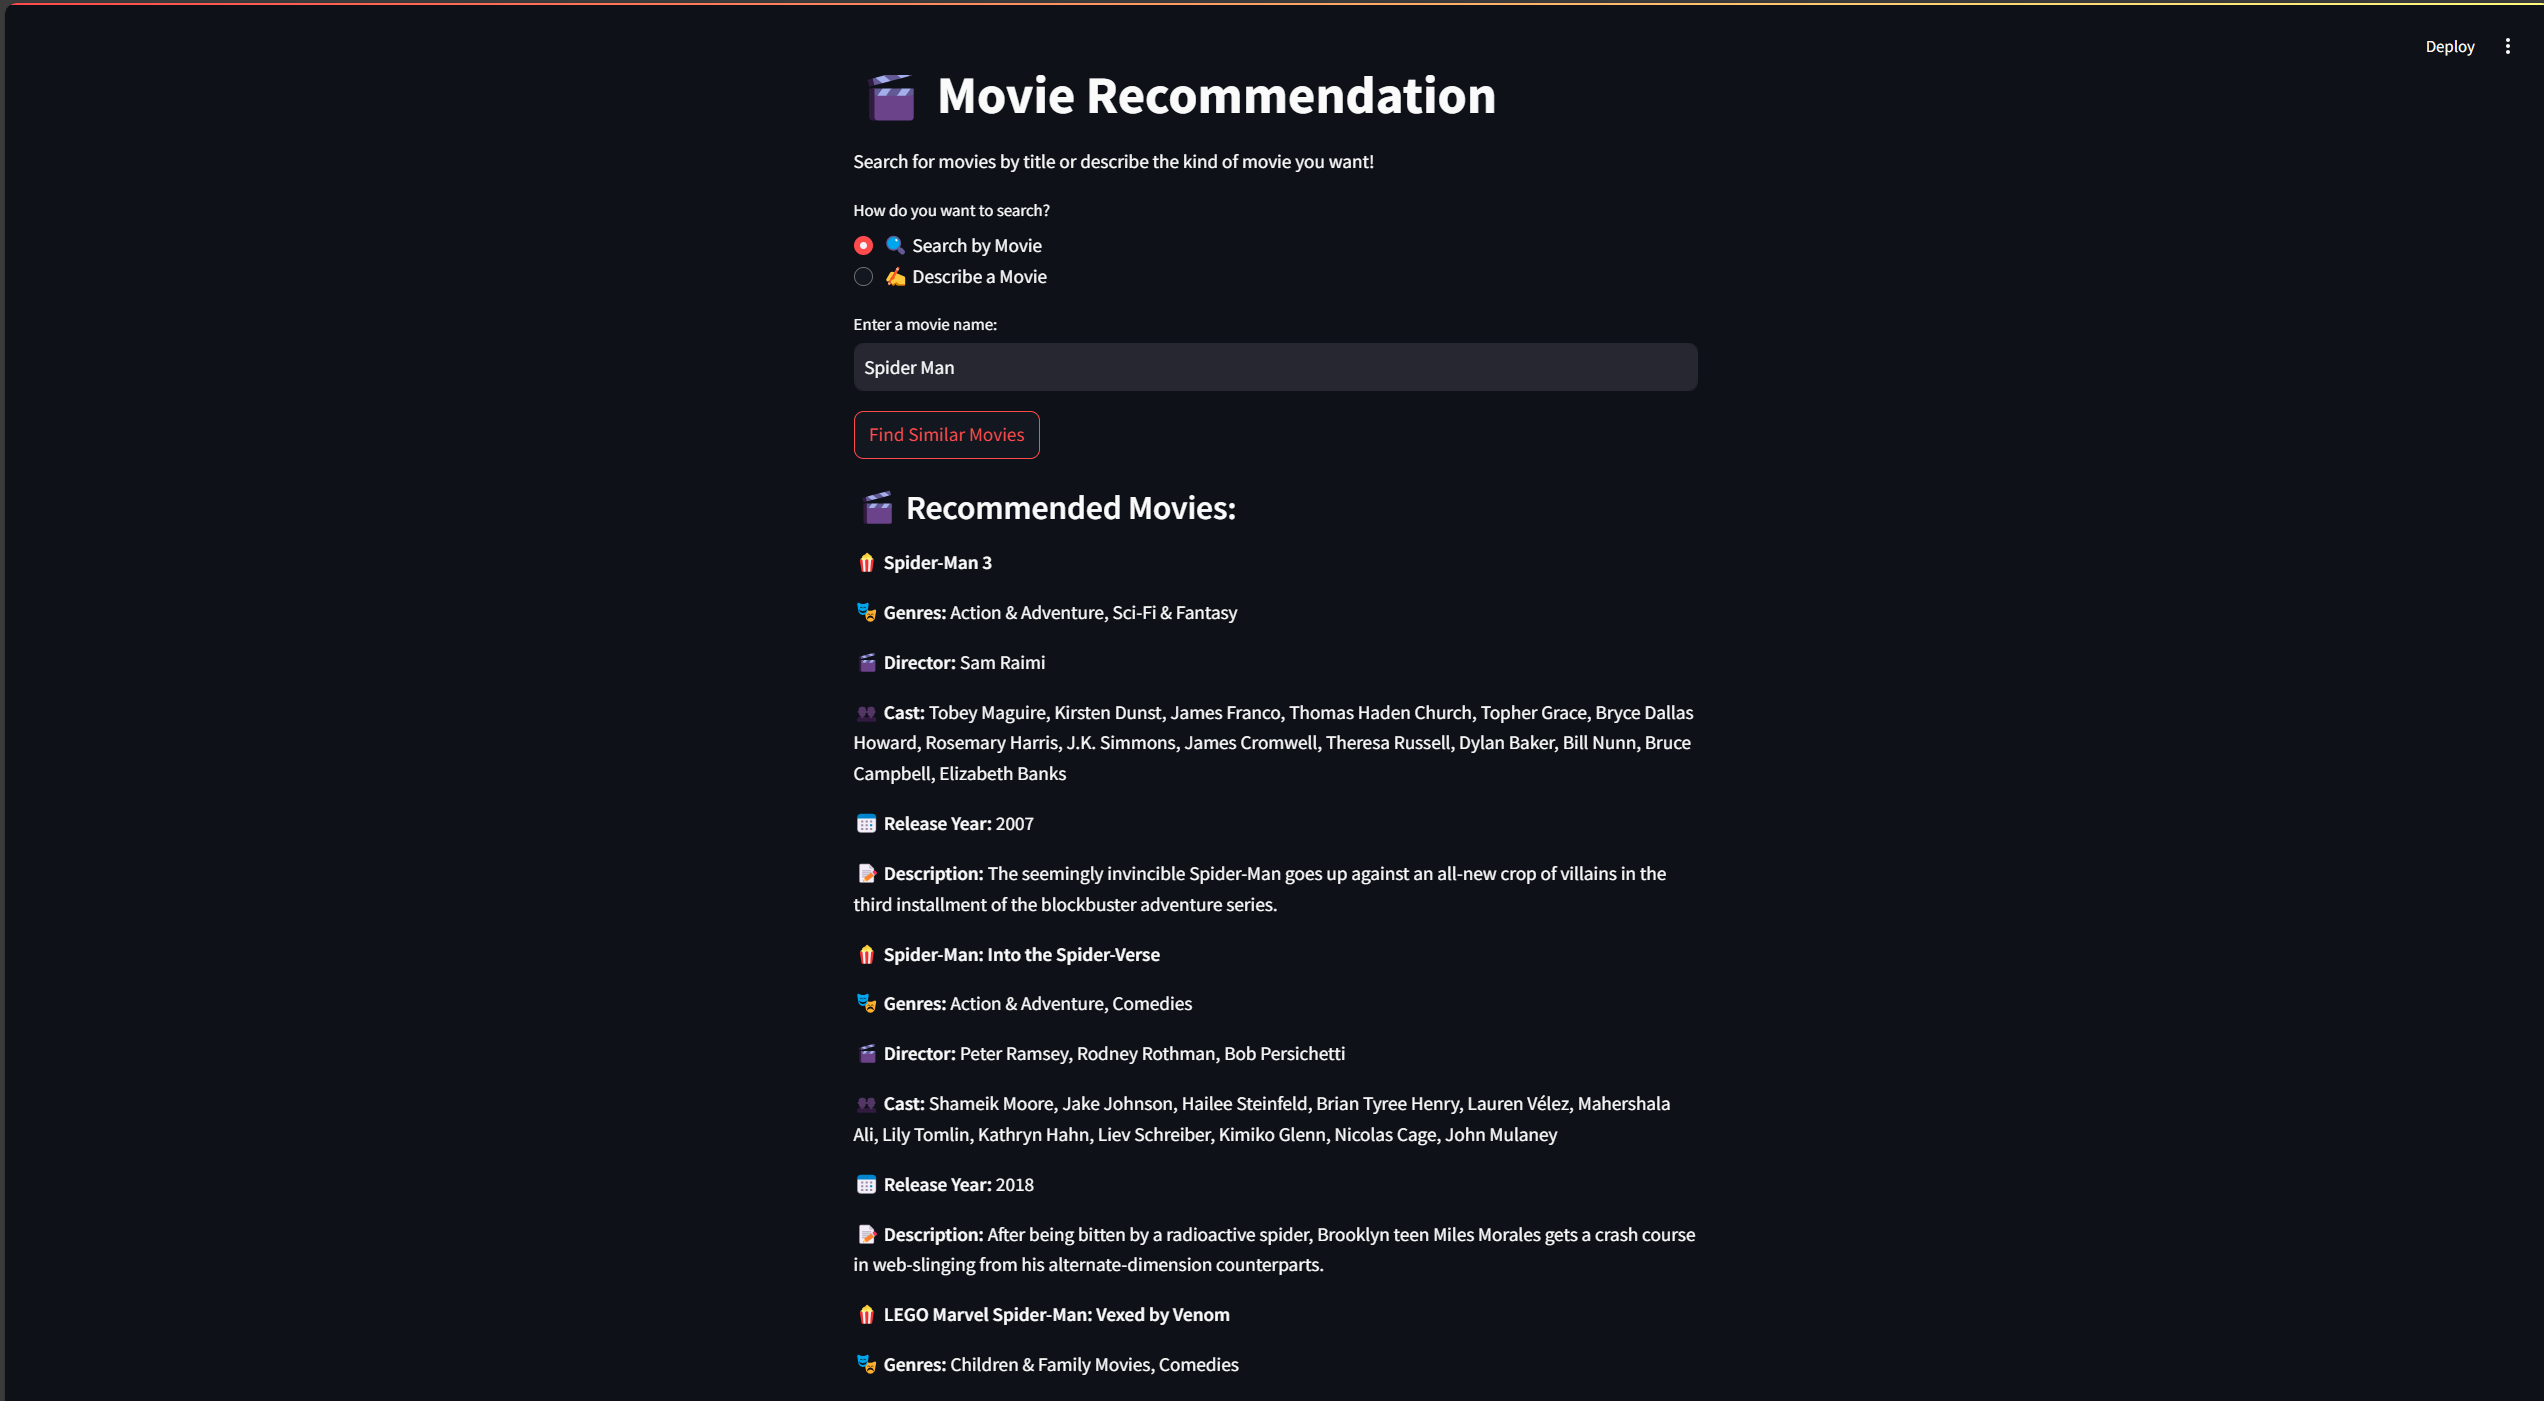 Deploy
Movie Recommendation
Search for movies by title or describe the kind of movie you want!
How do you want to search?
Search by Movie
Describe a Movie
Enter a movie name:
Spider Man
Find Similar Movies
Recommended Movies:
Spider-Man 3
Genres: Action & Adventure, Sci-Fi & Fantasy
Director: Sam Raimi
Cast: Tobey Maguire, Kirsten Dunst, James Franco, Thomas Haden Church, Topher Grace, Bryce Dallas
Howard, Rosemary Harris, J.K. Simmons, James Cromwell, Theresa Russell, Dylan Baker, Bill Nunn, Bruce
Campbell, Elizabeth Banks
Release Year: 2007
Description: The seemingly invincible Spider-Man goes up against an all-new crop of villains in the
third installment of the blockbuster adventure series.
Spider-Man: Into the Spider-Verse
Genres: Action & Adventure, Comedies
Director: Peter Ramsey, Rodney Rothman, Bob Persichetti
Cast: Shameik Moore, Jake Johnson, Hailee Steinfeld, Brian Tyree Henry, Lauren Vélez, Mahershala
Ali, Lily Tomlin, Kathryn Hahn, Liev Schreiber, Kimiko Glenn, Nicolas Cage, John Mulaney
Release Year: 2018
Description: After being bitten by a radioactive spider, Brooklyn teen Miles Morales gets a crash course
in web-slinging from his alternate-dimension counterparts.
LEGO Marvel Spider-Man: Vexed by Venom
Genres: Children & Family Movies, Comedies